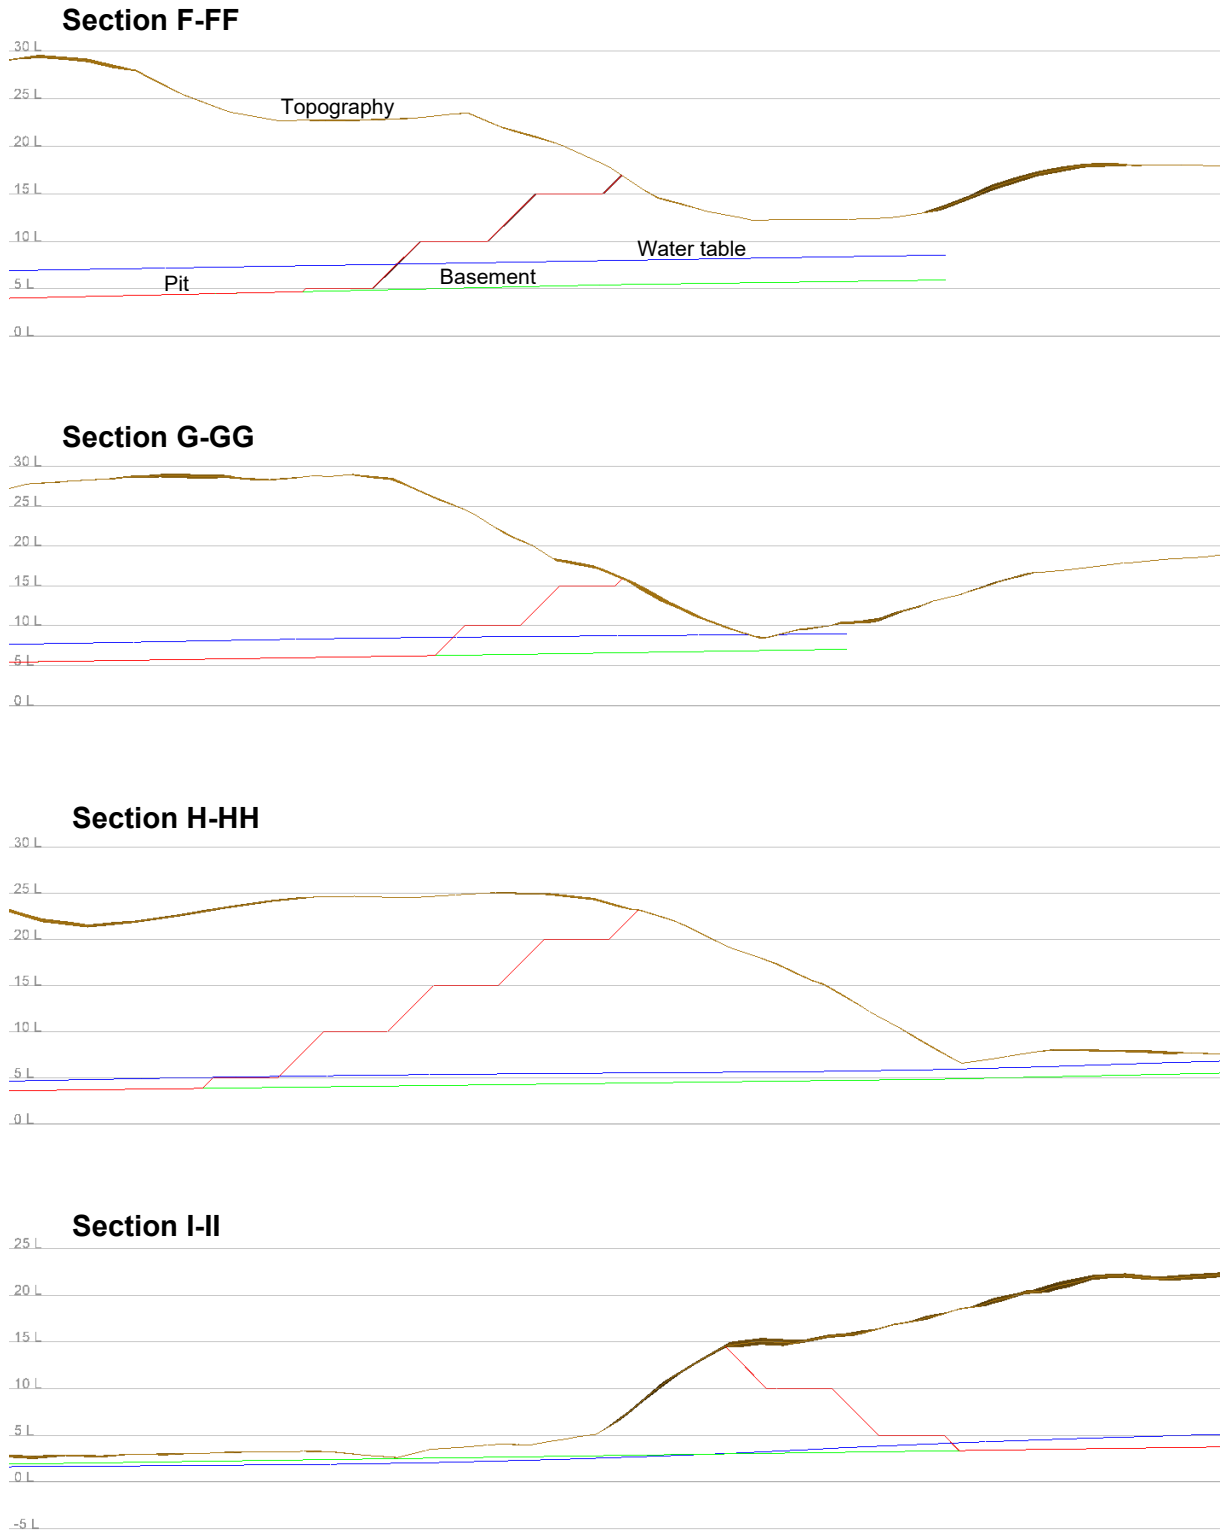 Section F-FF
30 L
25 L
Topography
20 L
15 L
10 L
Water table
5 L
Pit
Basement
0 L
Section G-GG
30 L
25 L
20 L
15 L
10 L
5 L
0 L
Section H-HH
30 L
25 L
20 L
15 L
10 L
5 L
0 L
Section I-II
25 L
20 L
15 L
10 L
5 L
0 L
-5 L